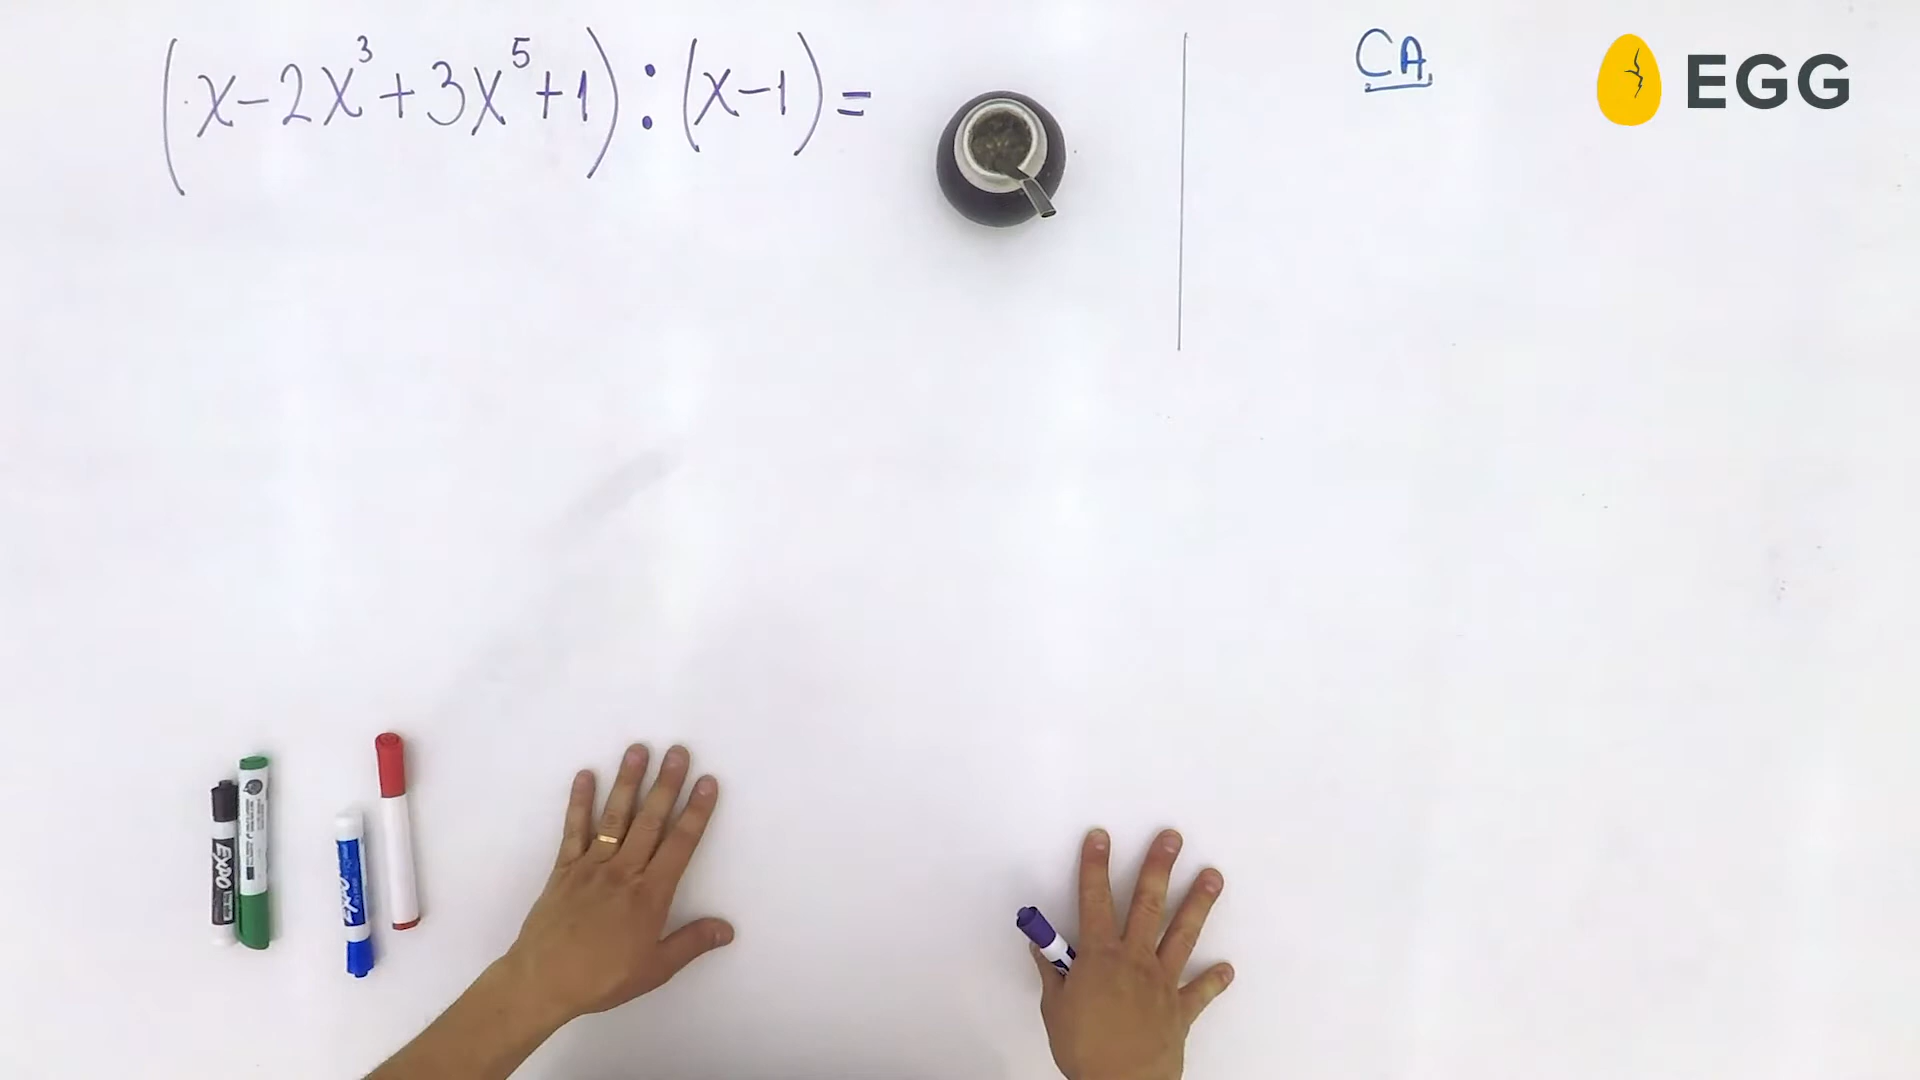 (x-2x³+3x⁵+1):(x-1)=
CA
EGG
EXPO
EXPO